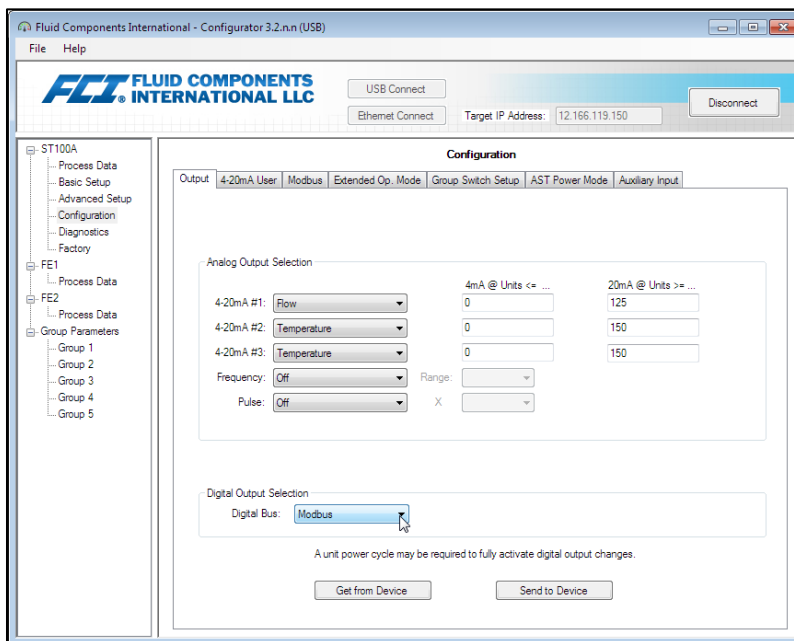 Fluid Components International - Configurator 3.2.n.n (USB)
File Help
FCI® FLUID COMPONENTS
INTERNATIONAL LLC
USB Connect
Ethernet Connect Target IP Address: 12.166.119.150
Disconnect
ST100A
Process Data
Basic Setup
Advanced Setup
Configuration
Diagnostics
Factory
FE1
Process Data
FE2
Process Data
Group Parameters
Group 1
Group 2
Group 3
Group 4
Group 5
Configuration
Output 4-20mA User Modbus Extended Op. Mode Group Switch Setup AST Power Mode Auxiliary Input
Analog Output Selection
4mA @ Units <= ... 20mA @ Units >= ...
4-20mA #1: Flow 0 125
4-20mA #2: Temperature 0 150
4-20mA #3: Temperature 0 150
Frequency: Off Range:
Pulse: Off X
Digital Output Selection
Digital Bus: Modbus
A unit power cycle may be required to fully activate digital output changes.
Get from Device Send to Device